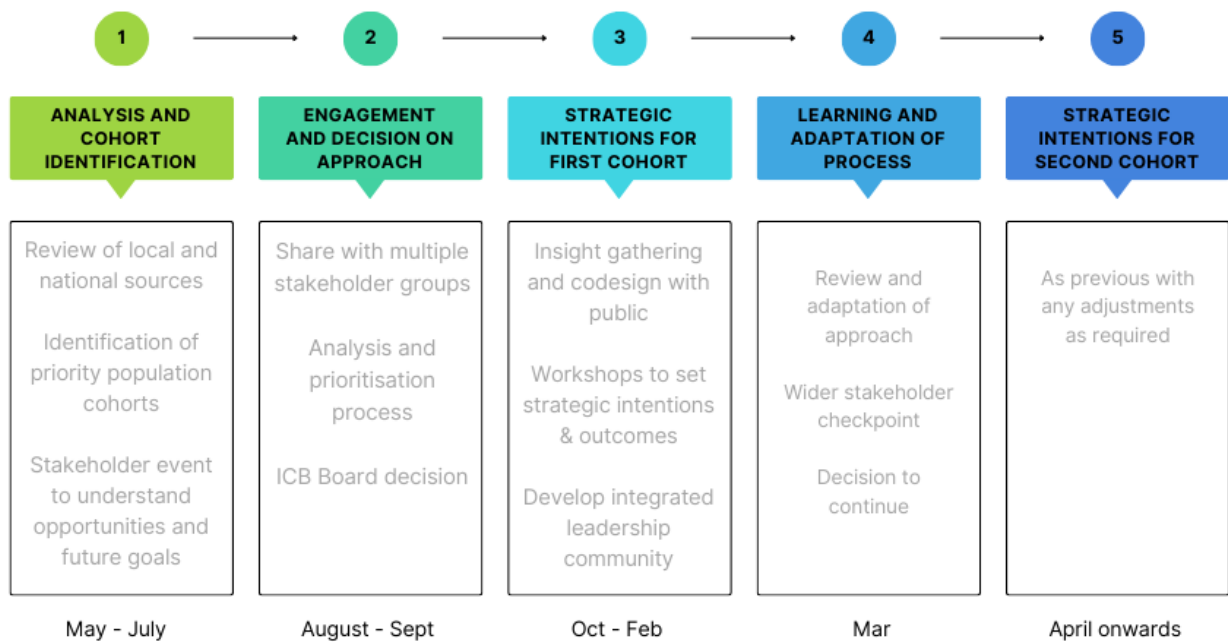 1
2
3
4
5
ANALYSIS AND
COHORT
IDENTIFICATION
ENGAGEMENT
AND DECISION ON
APPROACH
STRATEGIC
INTENTIONS FOR
FIRST COHORT
LEARNING AND
ADAPTATION OF
PROCESS
STRATEGIC
INTENTIONS FOR
SECOND COHORT
Review of local and
national sources
Identification of
priority population
cohorts
Stakeholder event
to understand
opportunities and
future goals
Share with multiple
stakeholder groups
Analysis and
prioritisation
process
ICB Board decision
Insight gathering
and codesign with
public
Workshops to set
strategic intentions
& outcomes
Develop integrated
leadership
community
Review and
adaptation of
approach
Wider stakeholder
checkpoint
Decision to
continue
As previous with
any adjustments
as required
May - July
August - Sept
Oct - Feb
Mar
April onwards